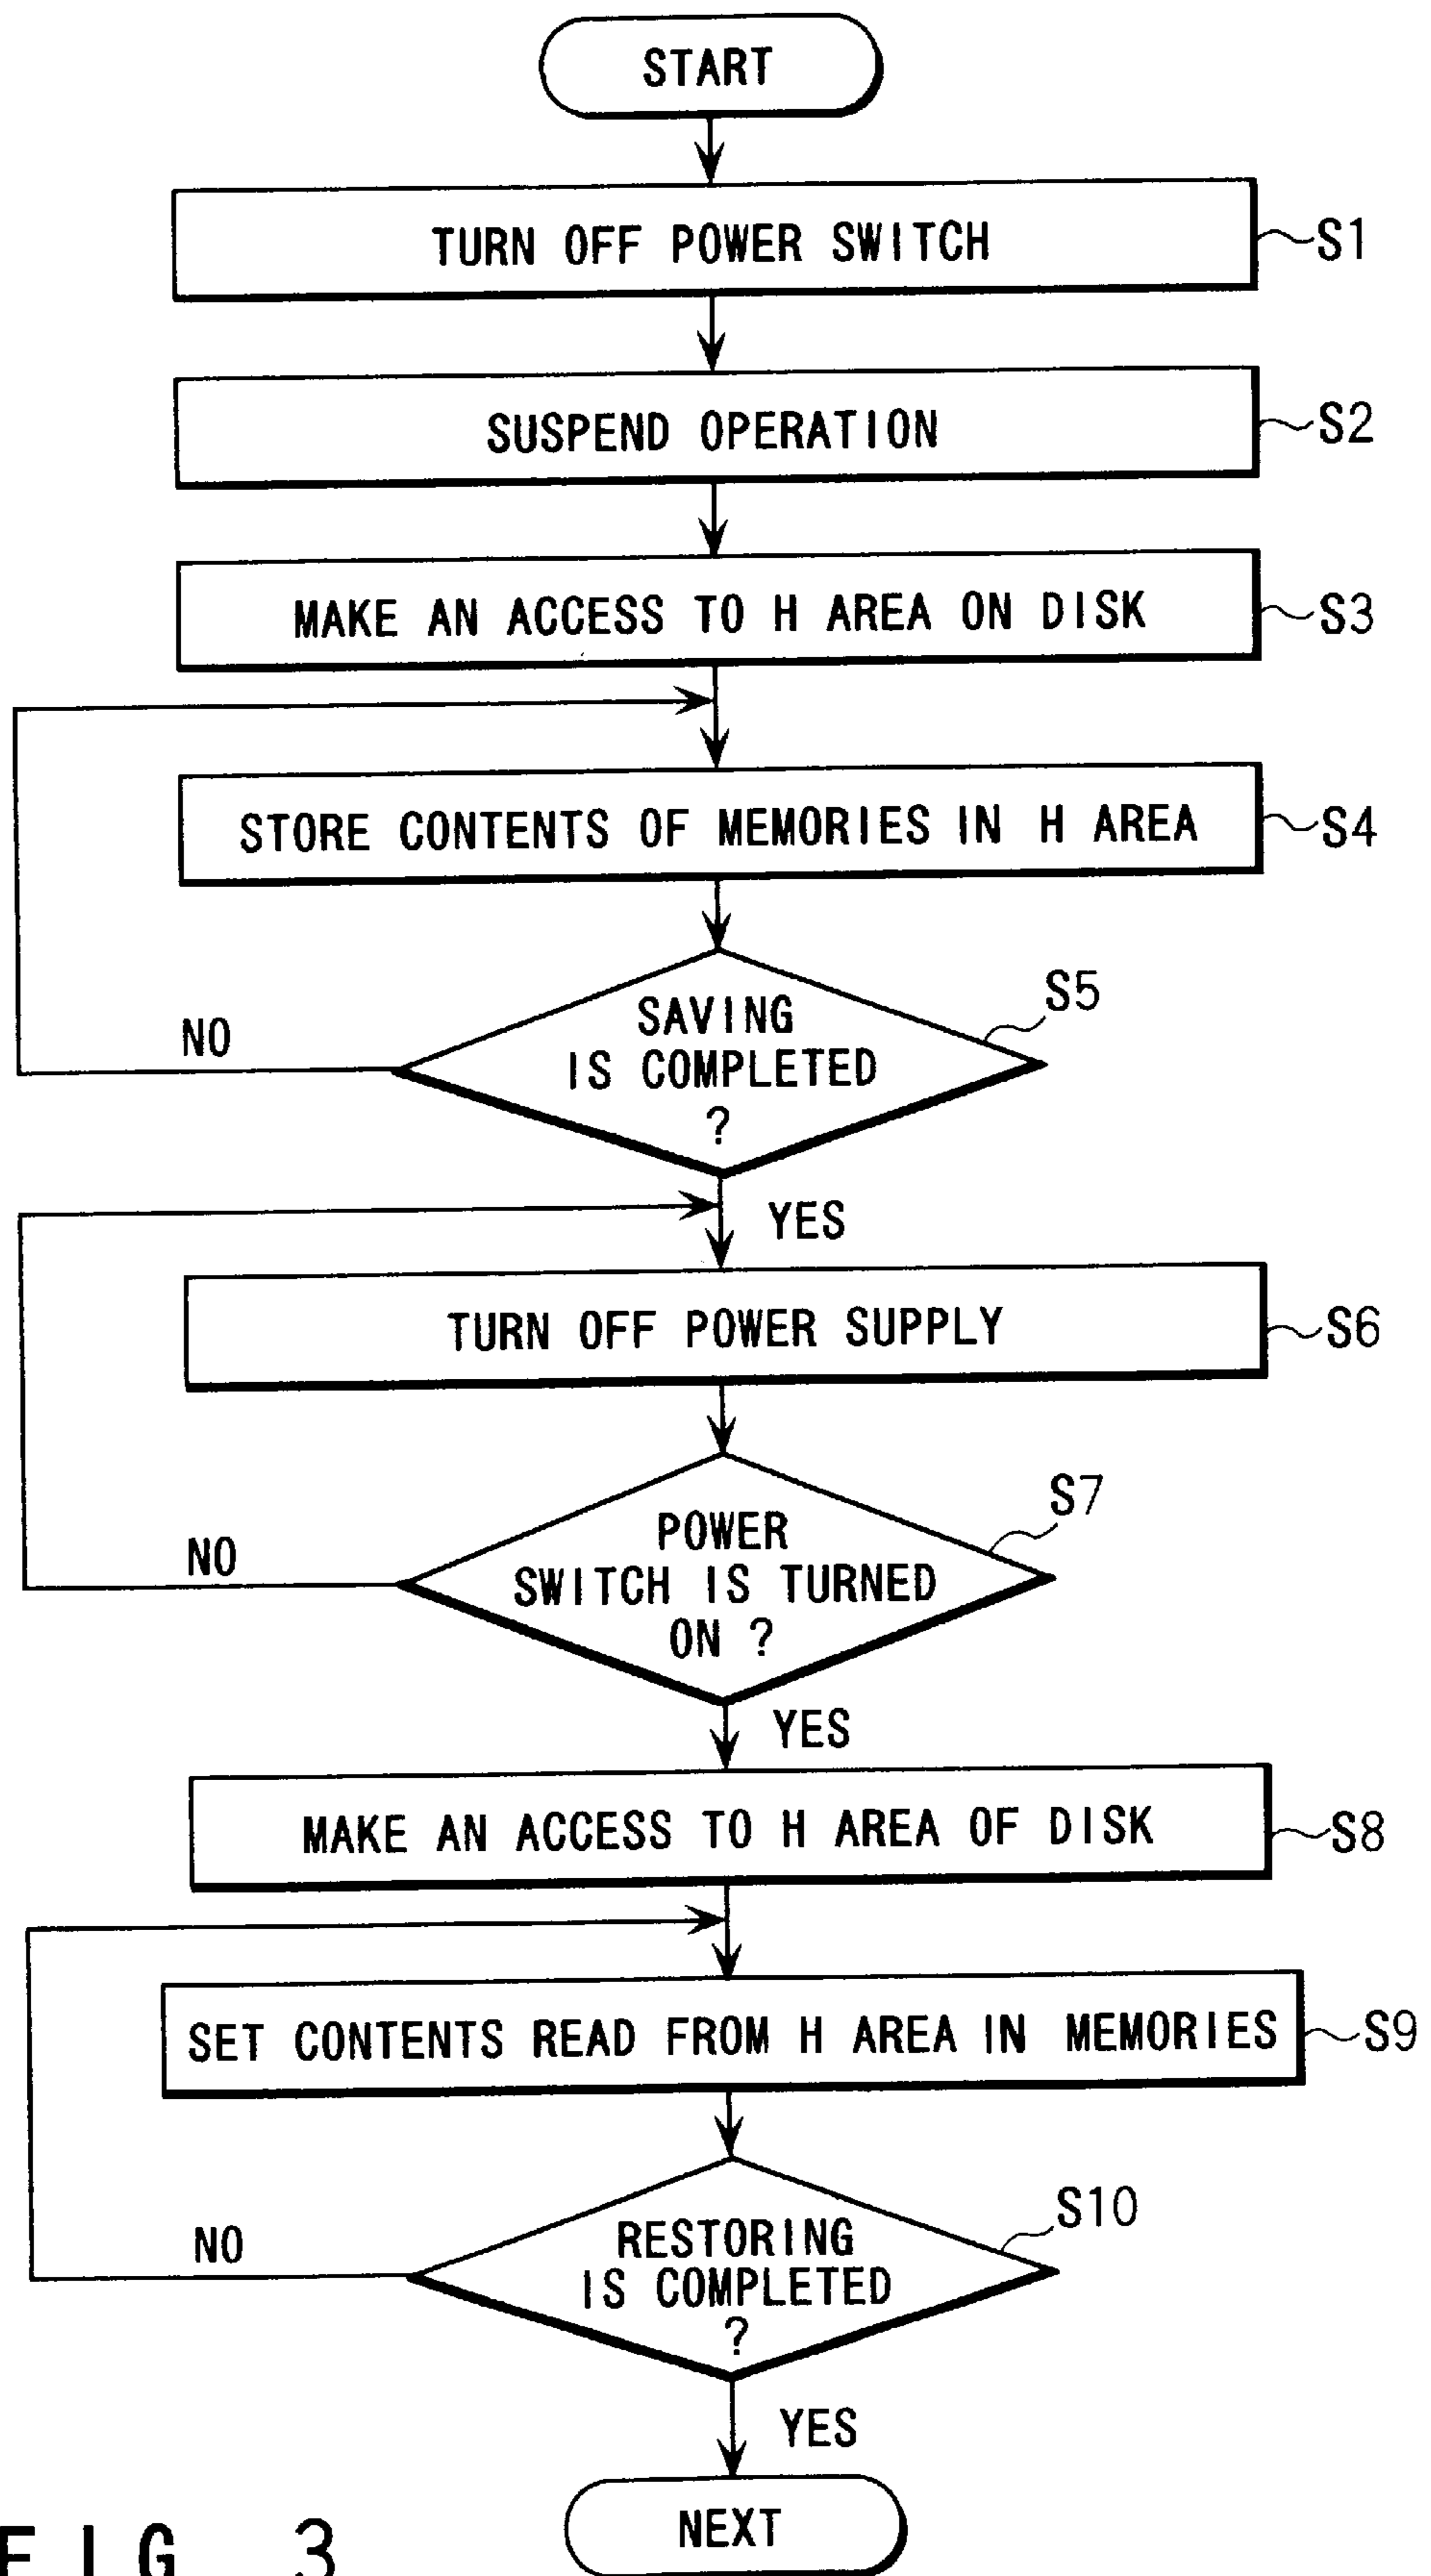 START
TURN OFF POWER SWITCH
S1
SUSPEND OPERATION
S2
MAKE AN ACCESS TO H AREA ON DISK
S3
STORE CONTENTS OF MEMORIES IN H AREA
S4
S5
SAVING
IS COMPLETED
?
NO
YES
TURN OFF POWER SUPPLY
S6
S7
POWER
SWITCH IS TURNED
ON ?
NO
YES
MAKE AN ACCESS TO H AREA OF DISK
S8
SET CONTENTS READ FROM H AREA IN MEMORIES
S9
S10
RESTORING
IS COMPLETED
?
NO
YES
NEXT
FIG. 3